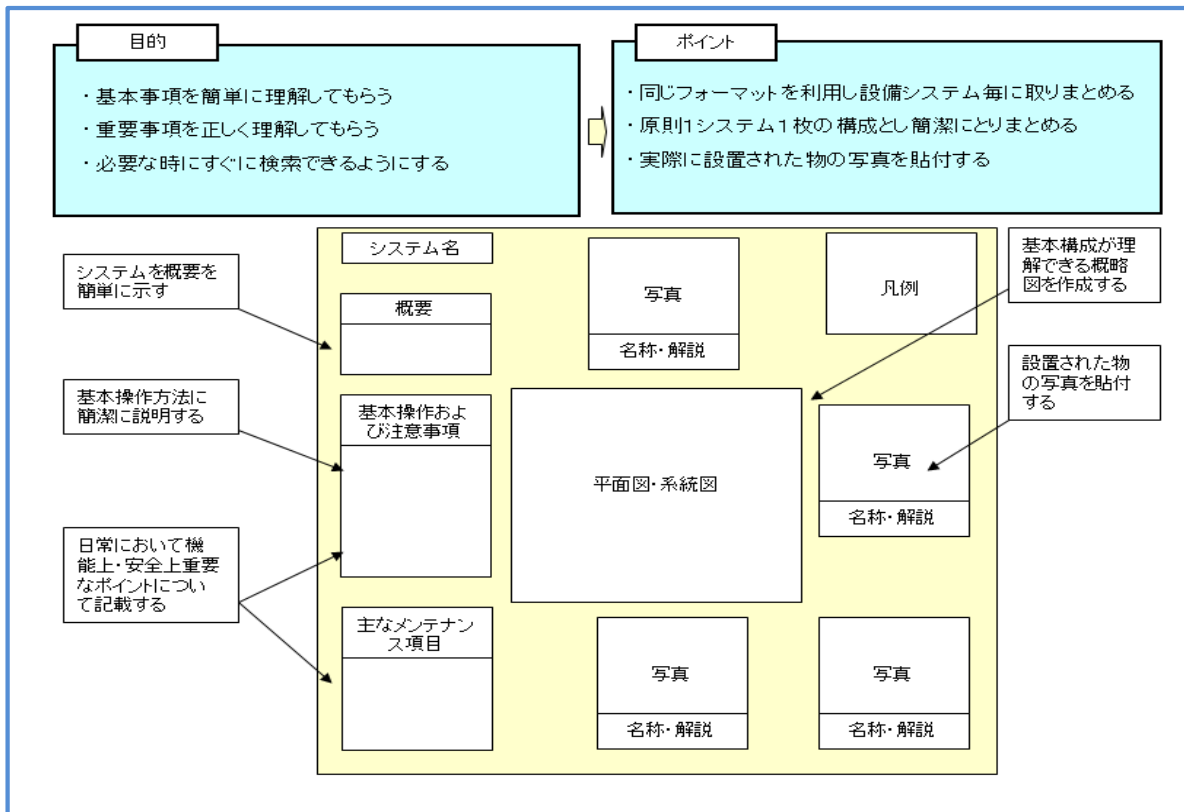 目的
・基本事項を簡単に理解してもらう
・重要事項を正しく理解してもらう
・必要な時にすぐに検索できるようにする
ポイント
・同じフォーマットを利用し設備システム毎に取りまとめる
・原則1システム1枚の構成とし簡潔にとりまとめる
・実際に設置された物の写真を貼付する
システムを概要を
簡単に示す
基本操作方法に
簡潔に説明する
日常において機
能上・安全上重要
なポイントについ
て記載する
システム名
概要
基本操作およ
び注意事項
主なメンテナン
ス項目
写真
名称・解説
凡例
平面図・系統図
写真
名称・解説
写真
名称・解説
写真
名称・解説
基本構成が理
解できる概略
図を作成する
設置された物
の写真を貼付
する